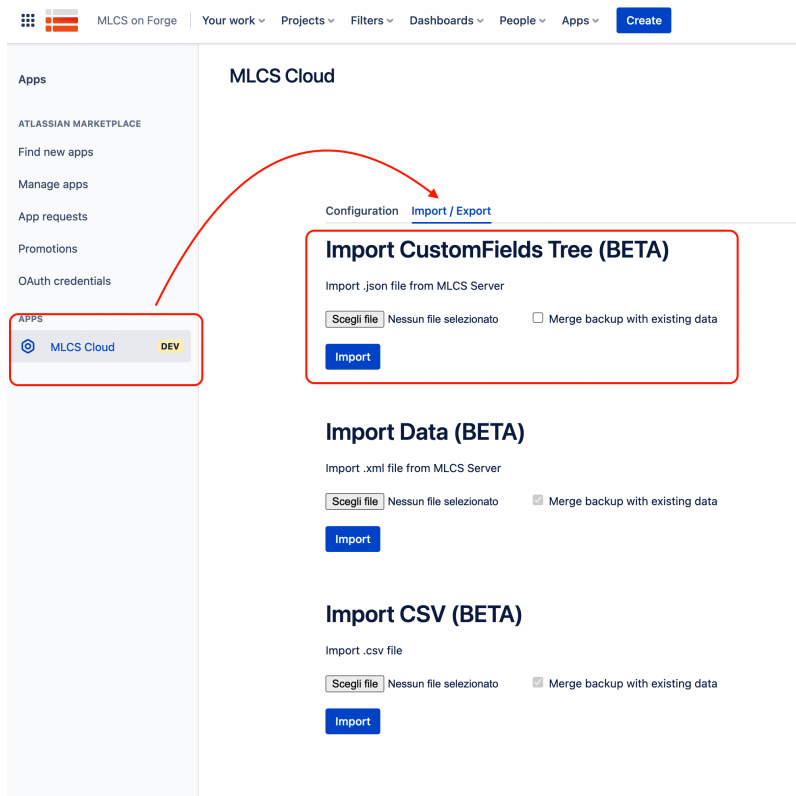 MLCS on Forge Your work Projects Filters Dashboards People Apps Create
Apps
MLCS Cloud
ATLASSIAN MARKETPLACE
Find new apps
Manage apps
App requests
Promotions
OAuth credentials
APPS
MLCS Cloud DEV
Configuration Import / Export
Import CustomFields Tree (BETA)
Import .json file from MLCS Server
Scegli file Nessun file selezionato Merge backup with existing data
Import
Import Data (BETA)
Import .xml file from MLCS Server
Scegli file Nessun file selezionato Merge backup with existing data
Import
Import CSV (BETA)
Import .csv file
Scegli file Nessun file selezionato Merge backup with existing data
Import